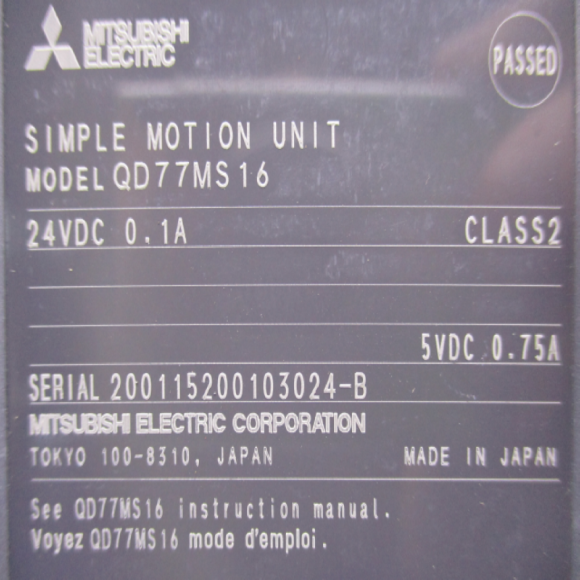 MITSUBISHI
ELECTRIC
PASSED
SIMPLE MOTION UNIT
MODEL QD77MS16
24VDC 0.1A CLASS2
5VDC 0.75A
SERIAL 200115200103024-B
MITSUBISHI ELECTRIC CORPORATION
TOKYO 100-8310, JAPAN MADE IN JAPAN
See QD77MS16 instruction manual.
Voyez QD77MS16 mode d'emploi.